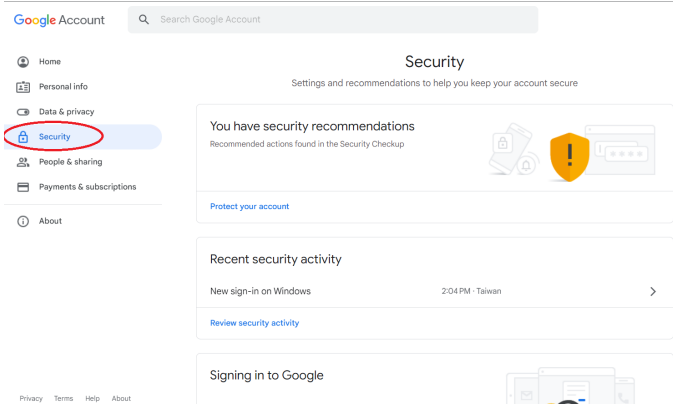 Google Account
Search Google Account
Home
Personal info
Data & privacy
Security
People & sharing
Payments & subscriptions
About
Privacy Terms Help About
Security
Settings and recommendations to help you keep your account secure
You have security recommendations
Recommended actions found in the Security Checkup
Protect your account
Recent security activity
New sign-in on Windows 2:04 PM · Taiwan
Review security activity
Signing in to Google